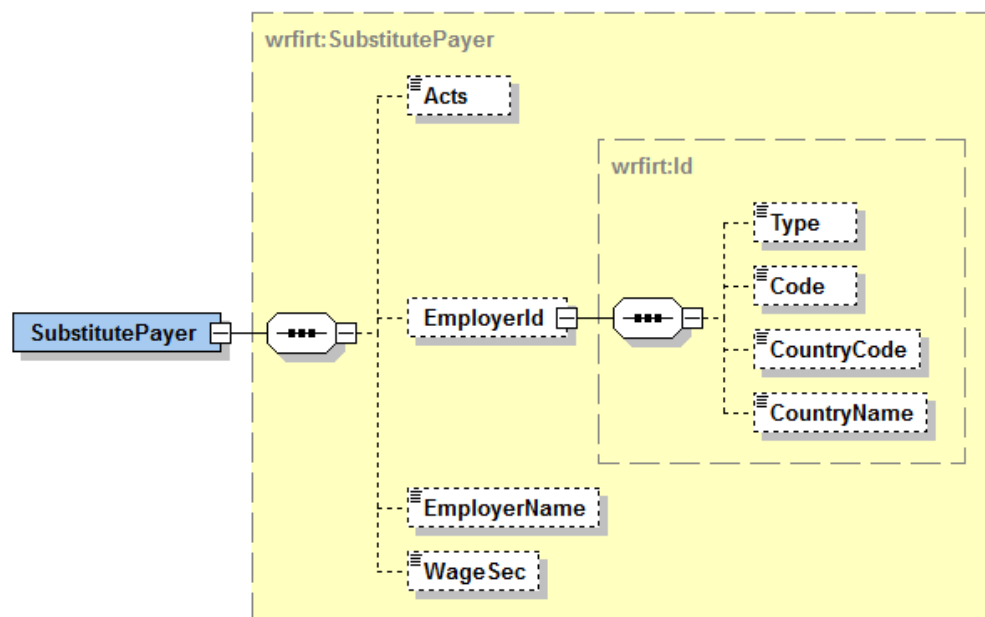 wrfirt:SubstitutePayer
Acts
wrfirt:Id
Type
Code
SubstitutePayer
EmployerId
CountryCode
CountryName
EmployerName
WageSec